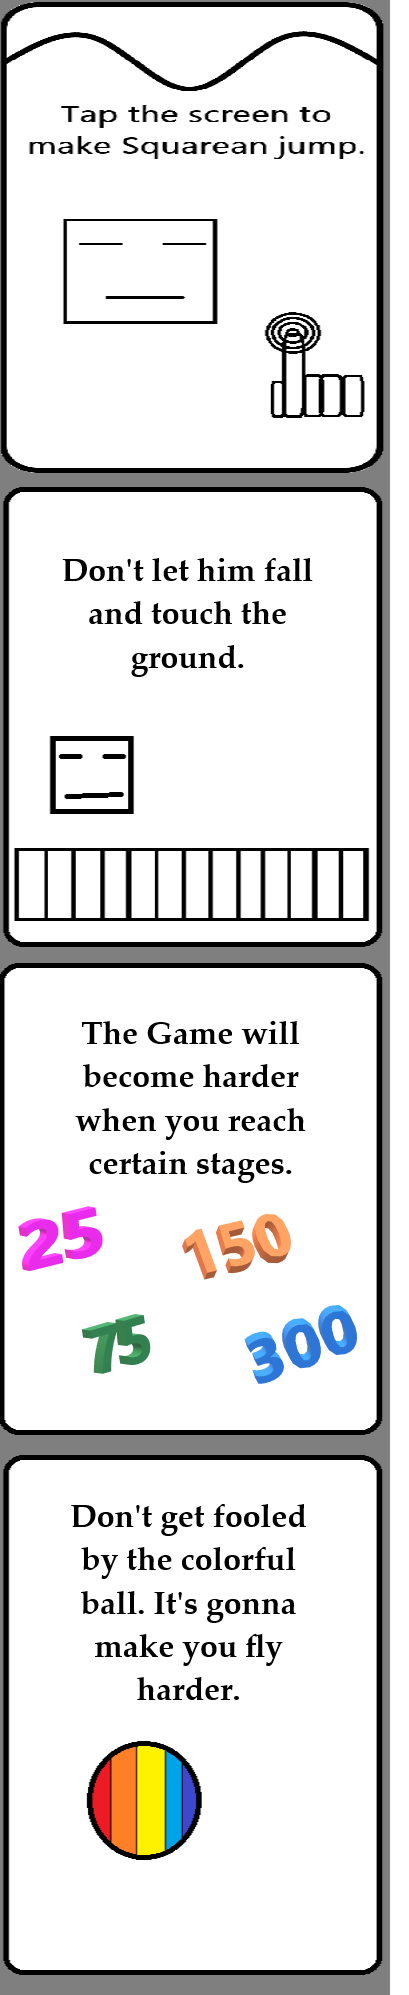 Tap the screen to
make Squarean jump.
Don't let him fall
and touch the
ground.
The Game will
become harder
when you reach
certain stages.
25
150
75
300
Don't get fooled
by the colorful
ball. It's gonna
make you fly
harder.